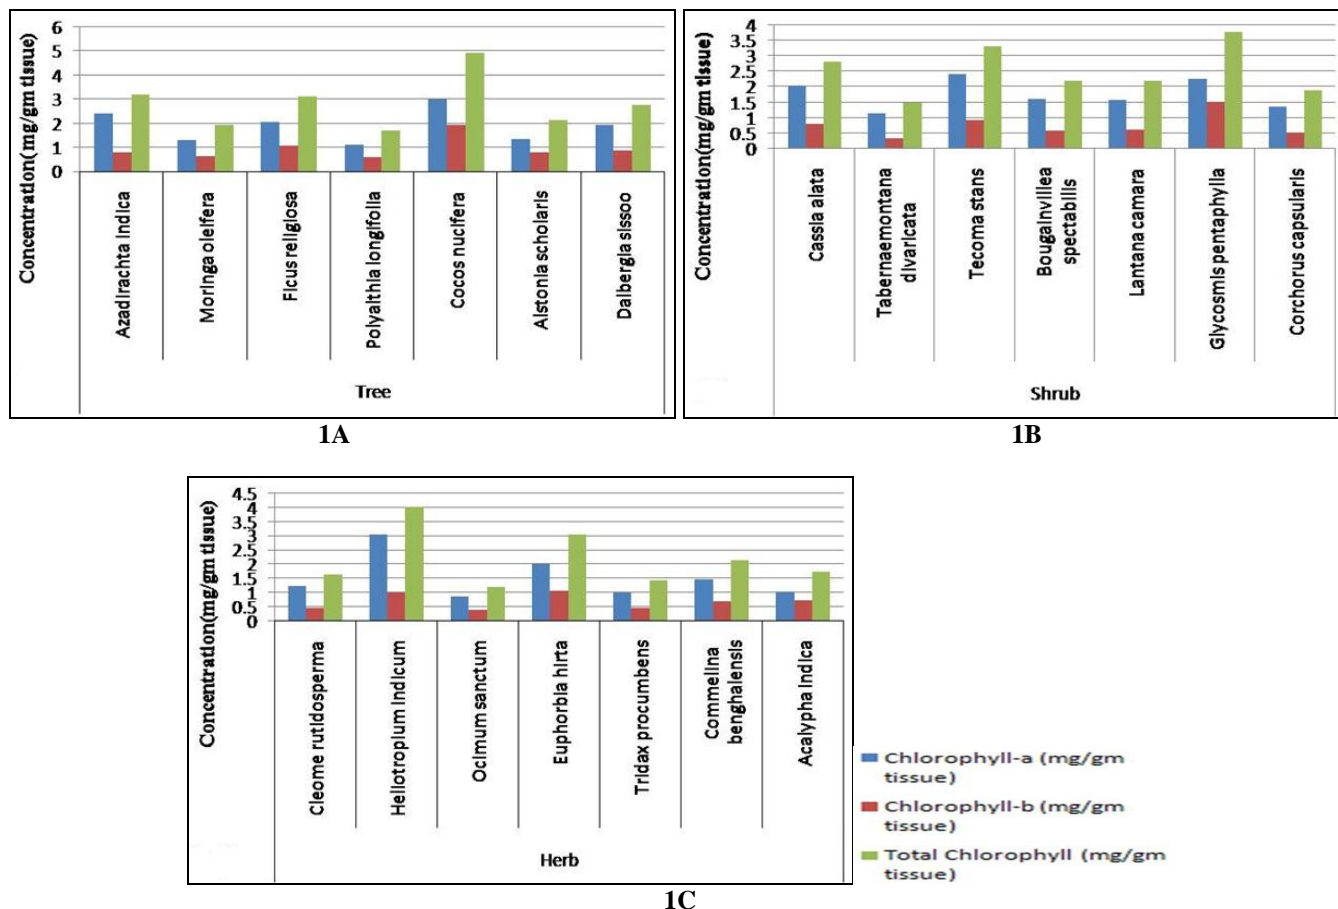 Concentration(mg/gm tissue)
6
5
4
3
2
1
0
Azadirachta indica
Moringa oleifera
Ficus religiosa
Polyalthia longifolia
Cocos nucifera
Alstonia scholaris
Dalbergia sissoo
Tree
1A
Concentration(mg/gm tissue)
4
3.5
3
2.5
2
1.5
1
0.5
0
Cassia alata
Tabernaemontana
divaricata
Tecoma stans
Bougainvillea
spectabilis
Lantana camara
Glycosmis pentaphylla
Corchorus capsularis
Shrub
1B
Concentration(mg/gm tissue)
4.5
4
3.5
3
2.5
2
1.5
1
0.5
0
Cleome rutidosperma
Heliotropium indicum
Ocimum sanctum
Euphorbia hirta
Tridax procumbens
Commelina
benghalensis
Acalypha indica
Herb
Chlorophyll-a (mg/gm
tissue)
Chlorophyll-b (mg/gm
tissue)
Total Chlorophyll (mg/gm
tissue)
1C